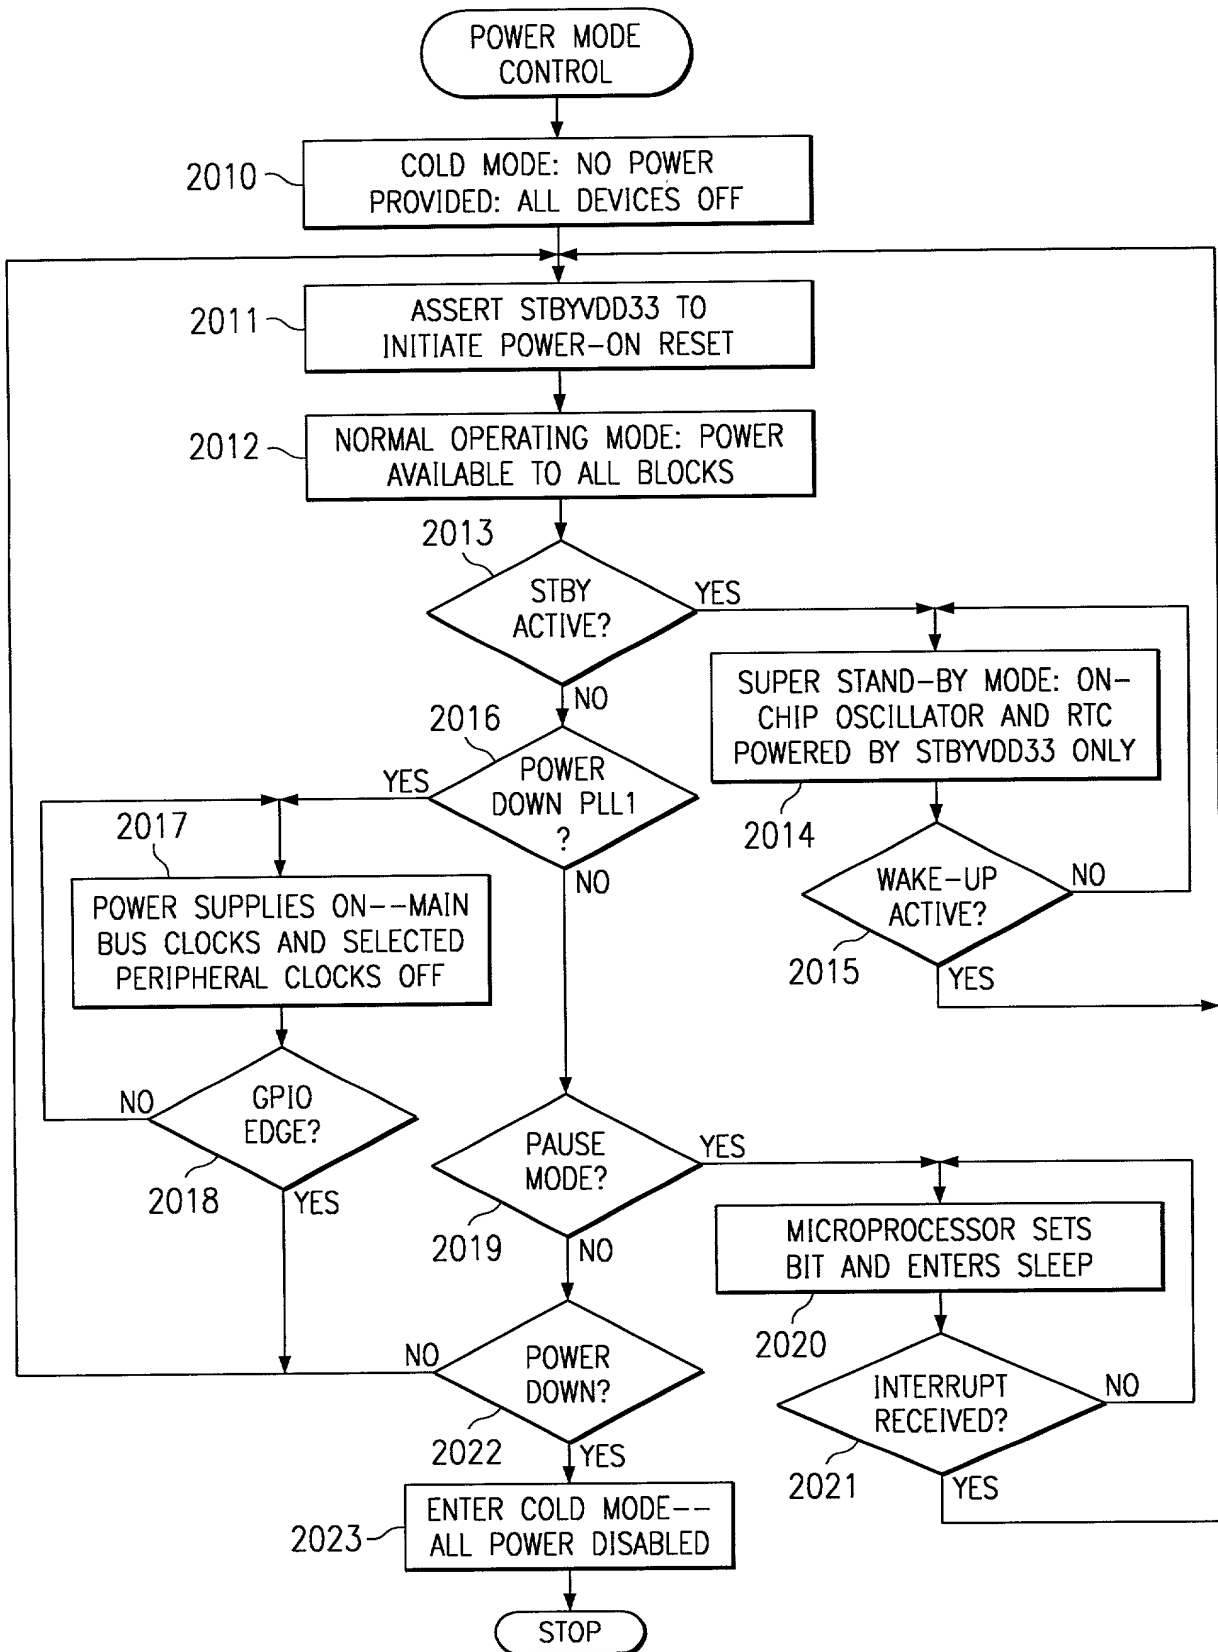 POWER MODE
CONTROL
2010
COLD MODE: NO POWER
PROVIDED: ALL DEVICES OFF
2011
ASSERT STBYVDD33 TO
INITIATE POWER-ON RESET
2012
NORMAL OPERATING MODE: POWER
AVAILABLE TO ALL BLOCKS
2013
STBY
ACTIVE?
YES
NO
SUPER STAND-BY MODE: ON-
CHIP OSCILLATOR AND RTC
POWERED BY STBYVDD33 ONLY
2014
2016
POWER
DOWN PLL1
?
YES
NO
WAKE-UP
ACTIVE?
NO
2015
YES
2017
POWER SUPPLIES ON--MAIN
BUS CLOCKS AND SELECTED
PERIPHERAL CLOCKS OFF
GPIO
EDGE?
NO
2018
YES
PAUSE
MODE?
YES
2019
NO
MICROPROCESSOR SETS
BIT AND ENTERS SLEEP
2020
INTERRUPT
RECEIVED?
NO
2021
YES
POWER
DOWN?
NO
2022
YES
2023
ENTER COLD MODE--
ALL POWER DISABLED
STOP